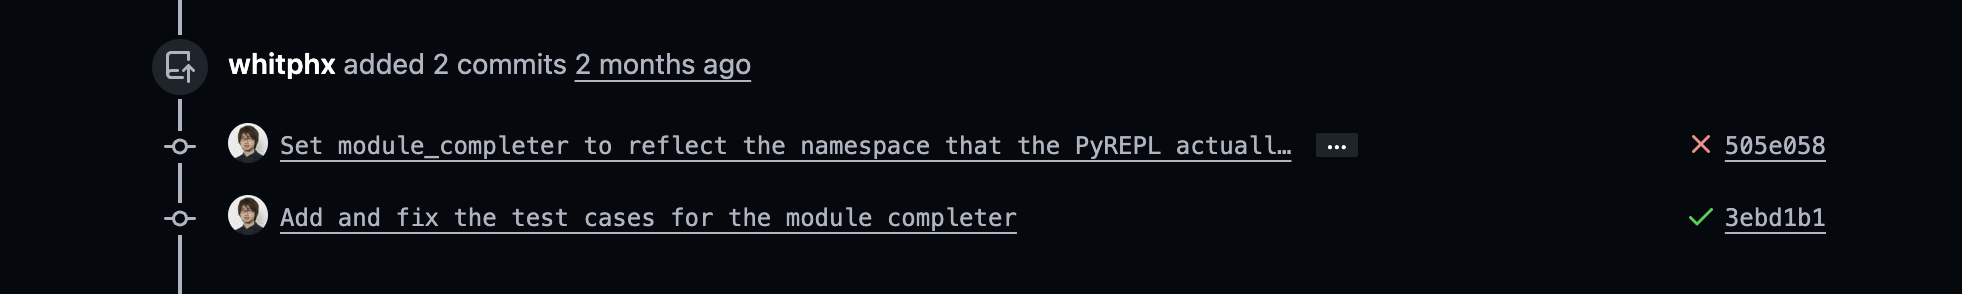 whitphx added 2 commits 2 months ago
Set module_completer to reflect the namespace that the PyREPL actuall… ... 505e058
Add and fix the test cases for the module completer 3ebd1b1